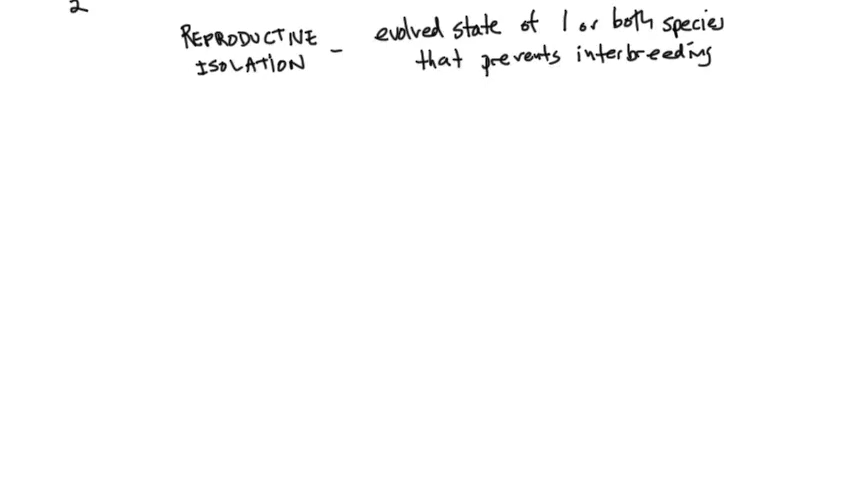 2
REPRODUCTIVE ISOLATION - evolved state of 1 or both species
that prevents interbreeding